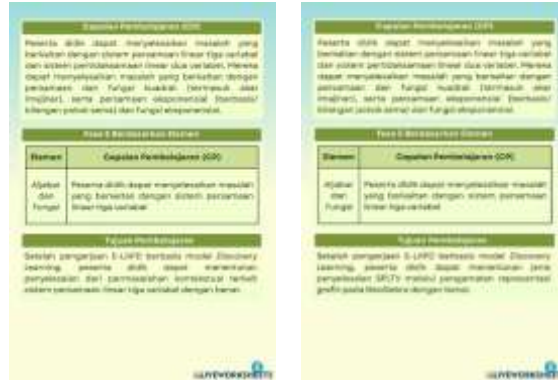 Capaian Pembelajaran (CP)
Peserta didik dapat menyelesaikan masalah yang
berkaitan dengan sistem persamaan linear tiga variabel
dan sistem pertidaksamaan linear dua variabel. Mereka
dapat menyelesaikan masalah yang berkaitan dengan
persamaan dan fungsi kuadrat (termasuk akar
imajiner), serta persamaan eksponensial (berbasis/
bilangan pokok sama) dan fungsi eksponensial.
Fase E Berdasarkan Elemen
Elemen
Capaian Pembelajaran (CP)
Aljabar
dan
Fungsi
Peserta didik dapat menyelesaikan masalah
yang berkaitan dengan sistem persamaan
linear tiga variabel
Tujuan Pembelajaran
Setelah pengerjaan E-LKPD berbasis model Discovery
Learning, peserta didik dapat menentukan
penyelesaian dari permasalahan kontekstual terkait
sistem persamaan linear tiga variabel dengan benar.
LIVEWORKSHEETS
Capaian Pembelajaran (CP)
Peserta didik dapat menyelesaikan masalah yang
berkaitan dengan sistem persamaan linear tiga variabel
dan sistem pertidaksamaan linear dua variabel. Mereka
dapat menyelesaikan masalah yang berkaitan dengan
persamaan dan fungsi kuadrat (termasuk akar
imajiner), serta persamaan eksponensial (berbasis/
bilangan pokok sama) dan fungsi eksponensial.
Fase E Berdasarkan Elemen
Elemen
Capaian Pembelajaran (CP)
Aljabar
dan
Fungsi
Peserta didik dapat menyelesaikan masalah
yang berkaitan dengan sistem persamaan
linear tiga variabel
Tujuan Pembelajaran
Setelah pengerjaan E-LKPD berbasis model Discovery
Learning, peserta didik dapat menentukan jenis
penyelesaian SPLTV melalui pengamatan representasi
grafik pada GeoGebra dengan benar.
LIVEWORKSHEETS